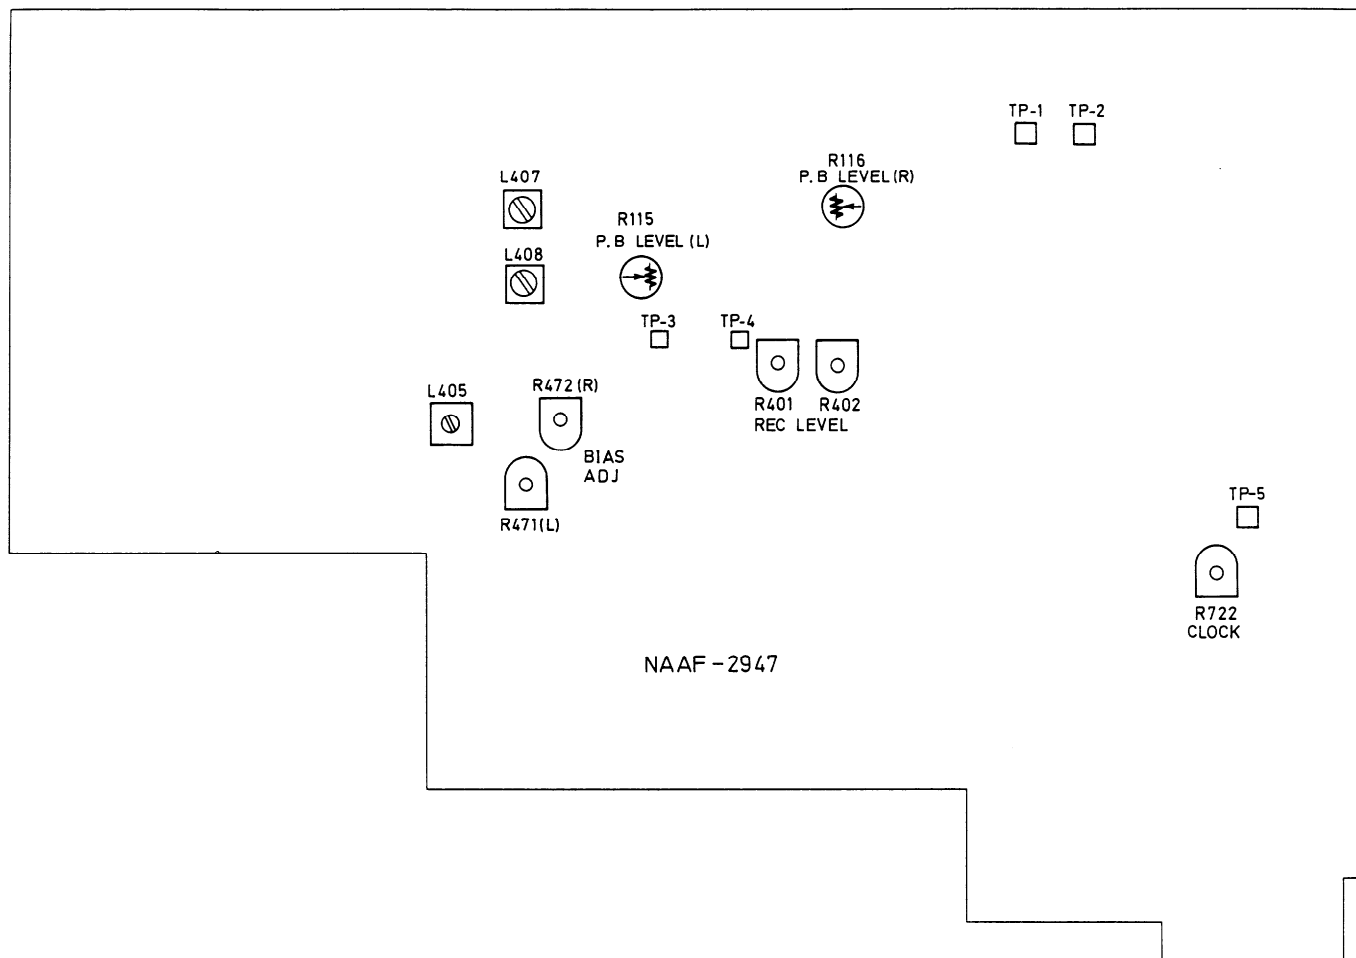 TP-1 TP-2
R116
P.B LEVEL(R)
L407
R115
P.B LEVEL(L)
L408
TP-3 TP-4
L405
R472(R)
R401 R402
REC LEVEL
BIAS
ADJ
R471(L)
TP-5
R722
CLOCK
NAAF-2947